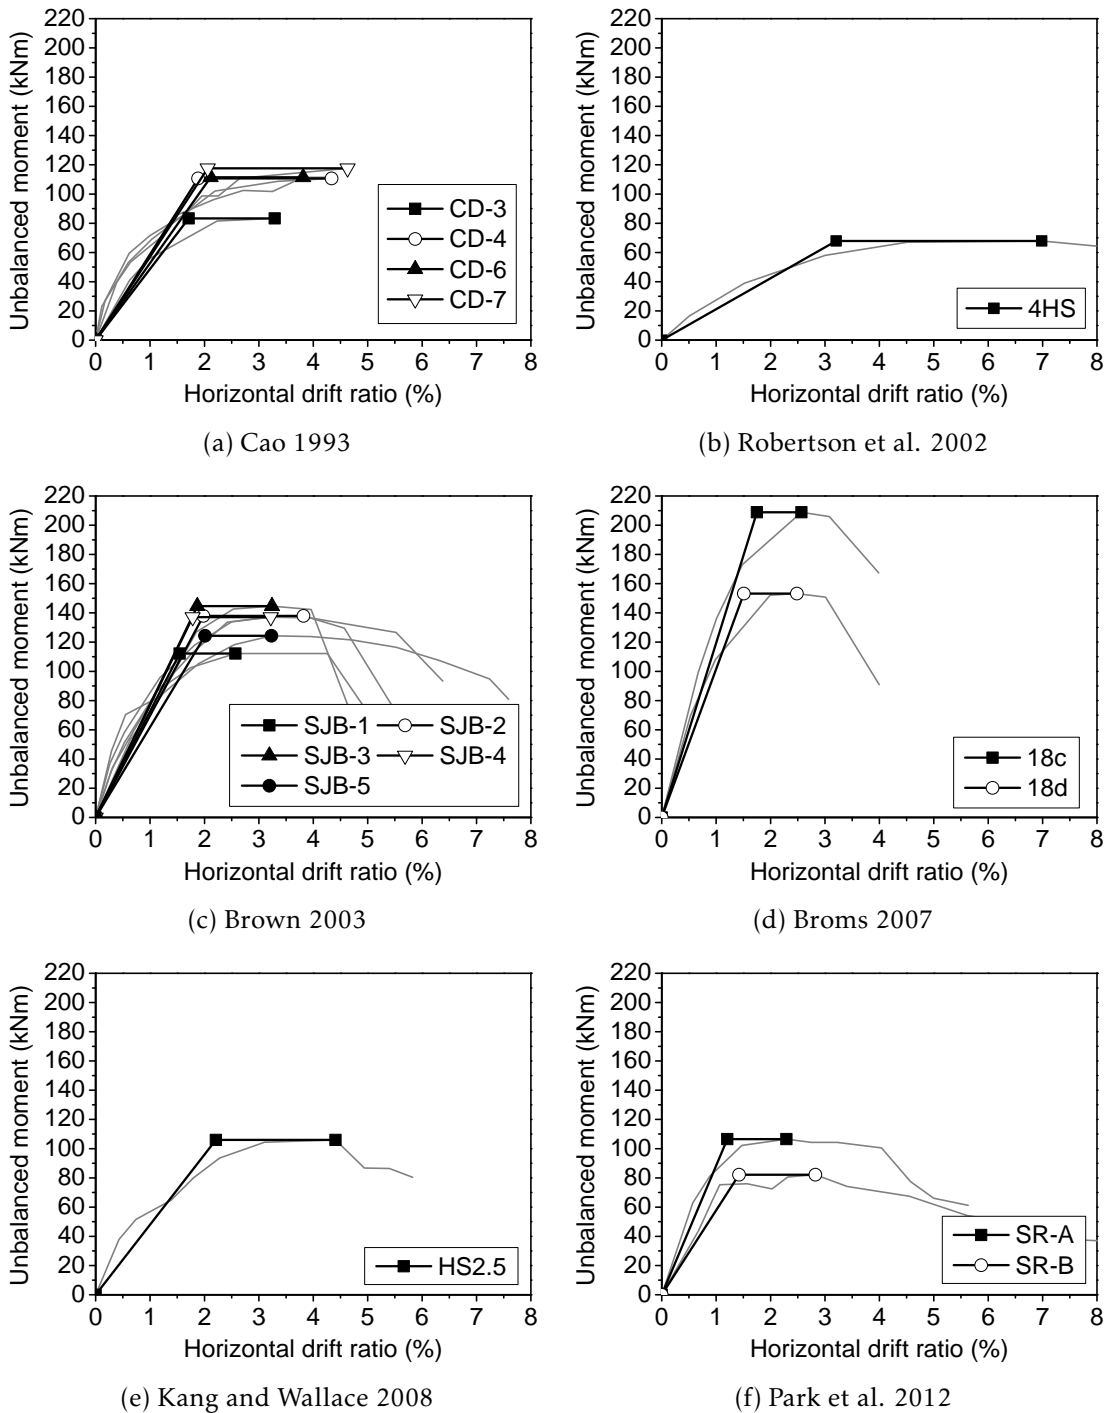 Unbalanced moment (kNm)
220
200
180
160
140
120
100
80
60
40
20
0
0 1 2 3 4 5 6 7 8
Horizontal drift ratio (%)
CD-3
CD-4
CD-6
CD-7
(a) Cao 1993
Unbalanced moment (kNm)
220
200
180
160
140
120
100
80
60
40
20
0
0 1 2 3 4 5 6 7 8
Horizontal drift ratio (%)
4HS
(b) Robertson et al. 2002
Unbalanced moment (kNm)
220
200
180
160
140
120
100
80
60
40
20
0
0 1 2 3 4 5 6 7 8
Horizontal drift ratio (%)
SJB-1 SJB-2
SJB-3 SJB-4
SJB-5
(c) Brown 2003
Unbalanced moment (kNm)
220
200
180
160
140
120
100
80
60
40
20
0
0 1 2 3 4 5 6 7 8
Horizontal drift ratio (%)
18c
18d
(d) Broms 2007
Unbalanced moment (kNm)
220
200
180
160
140
120
100
80
60
40
20
0
0 1 2 3 4 5 6 7 8
Horizontal drift ratio (%)
HS2.5
(e) Kang and Wallace 2008
Unbalanced moment (kNm)
220
200
180
160
140
120
100
80
60
40
20
0
0 1 2 3 4 5 6 7 8
Horizontal drift ratio (%)
SR-A
SR-B
(f) Park et al. 2012